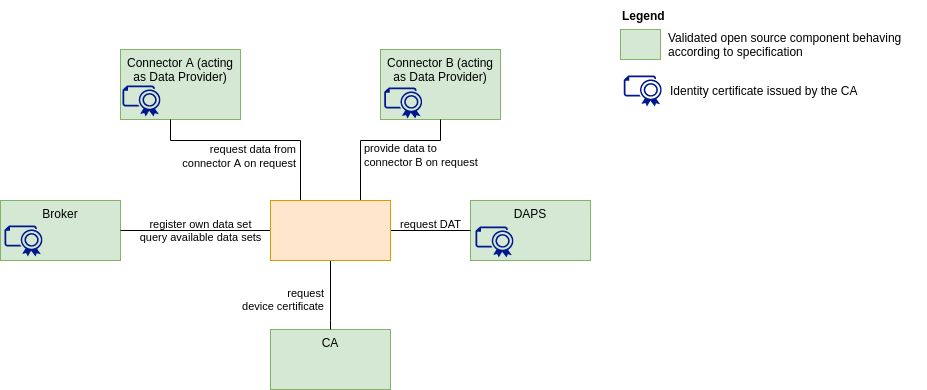 Legend
Validated open source component behaving
according to specification
Identity certificate issued by the CA
Connector A (acting
as Data Provider)
Connector B (acting
as Data Provider)
request data from
connector A on request
provide data to
connector B on request
Broker
register own data set
query available data sets
request DAT
DAPS
request
device certificate
CA